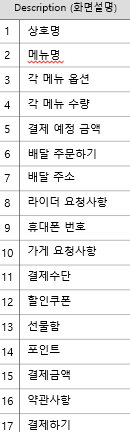 Description (화면설명)
1 상호명
2 메뉴명
3 각 메뉴 옵션
4 각 메뉴 수량
5 결제 예정 금액
6 배달 주문하기
7 배달 주소
8 라이더 요청사항
9 휴대폰 번호
10 가게 요청사항
11 결제수단
12 할인쿠폰
13 선물함
14 포인트
15 결제금액
16 약관사항
17 결제하기